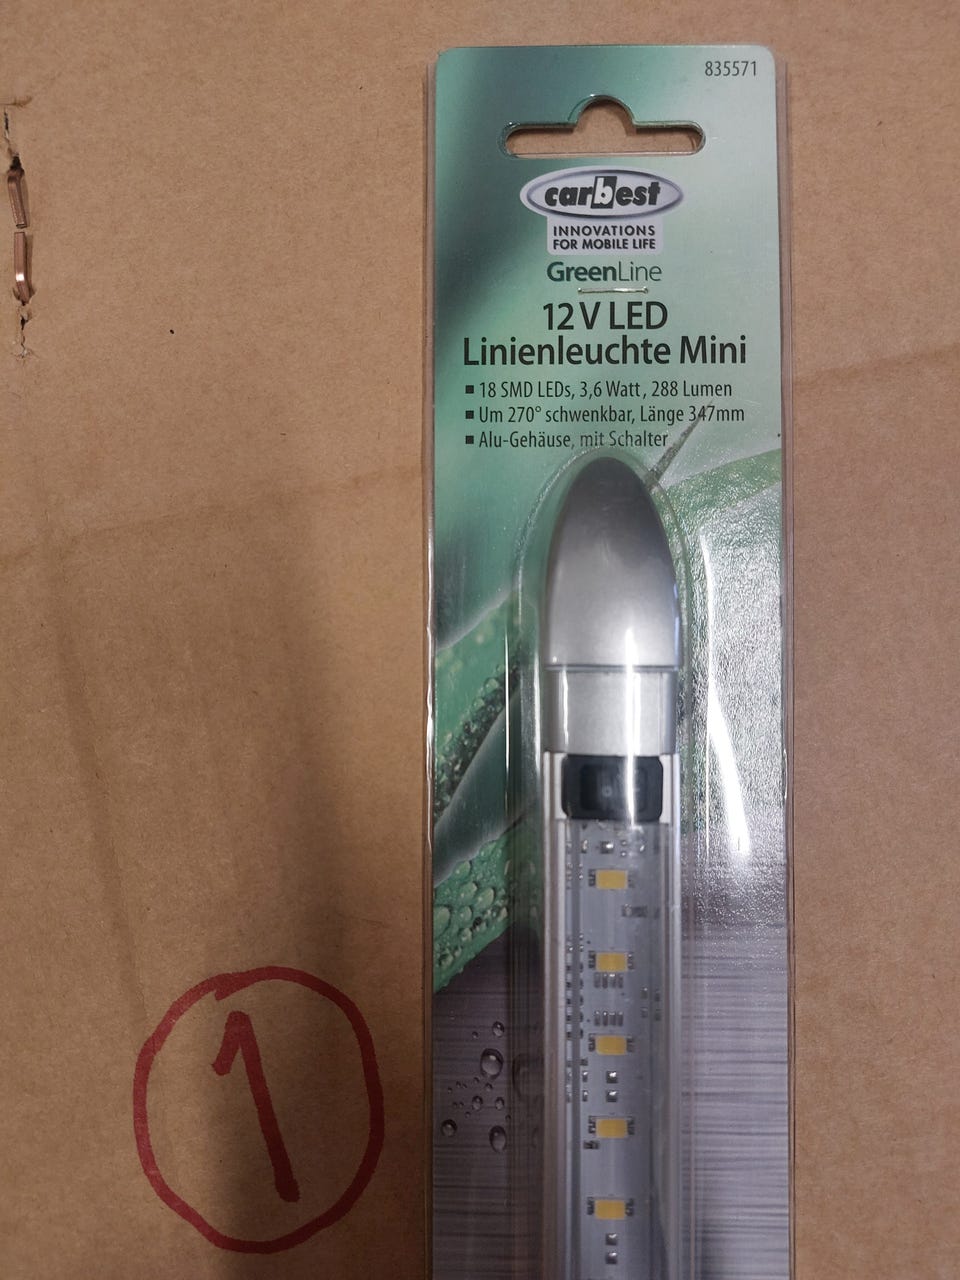 835571
carbest
INNOVATIONS
FOR MOBILE LIFE
GreenLine
12 V LED
Linienleuchte Mini
▪ 18 SMD LEDs, 3,6 Watt, 288 Lumen
▪ Um 270° schwenkbar, Länge 347mm
▪ Alu-Gehäuse, mit Schalter
1